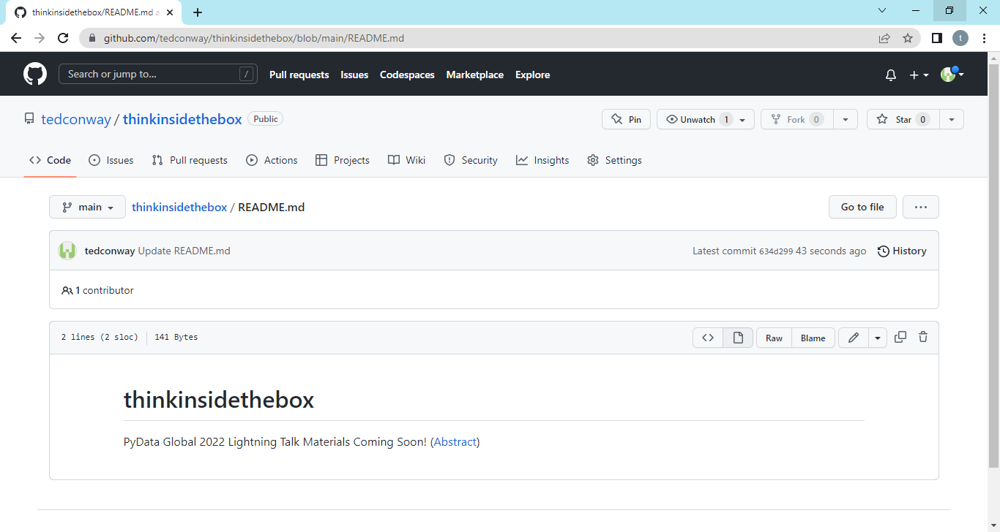 thinkinsidethebox/README.md a
github.com/tedconway/thinkinsidethebox/blob/main/README.md
t
Search or jump to... / Pull requests Issues Codespaces Marketplace Explore
tedconway / thinkinsidethebox Public
Pin Unwatch 1 Fork 0 Star 0
Code Issues Pull requests Actions Projects Wiki Security Insights Settings
main thinkinsidethebox / README.md Go to file
tedconway Update README.md Latest commit 634d299 43 seconds ago History
1 contributor
2 lines (2 sloc) 141 Bytes Raw Blame
thinkinsidethebox
PyData Global 2022 Lightning Talk Materials Coming Soon! (Abstract)